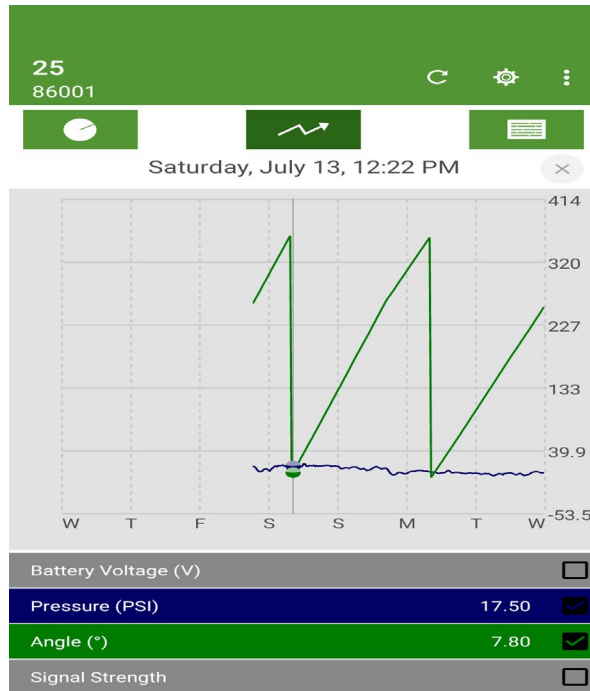 25
86001
Saturday, July 13, 12:22 PM
414
320
227
133
39.9
-53.5
W T F S S M T W
Battery Voltage (V)
Pressure (PSI) 17.50
Angle (°) 7.80
Signal Strength